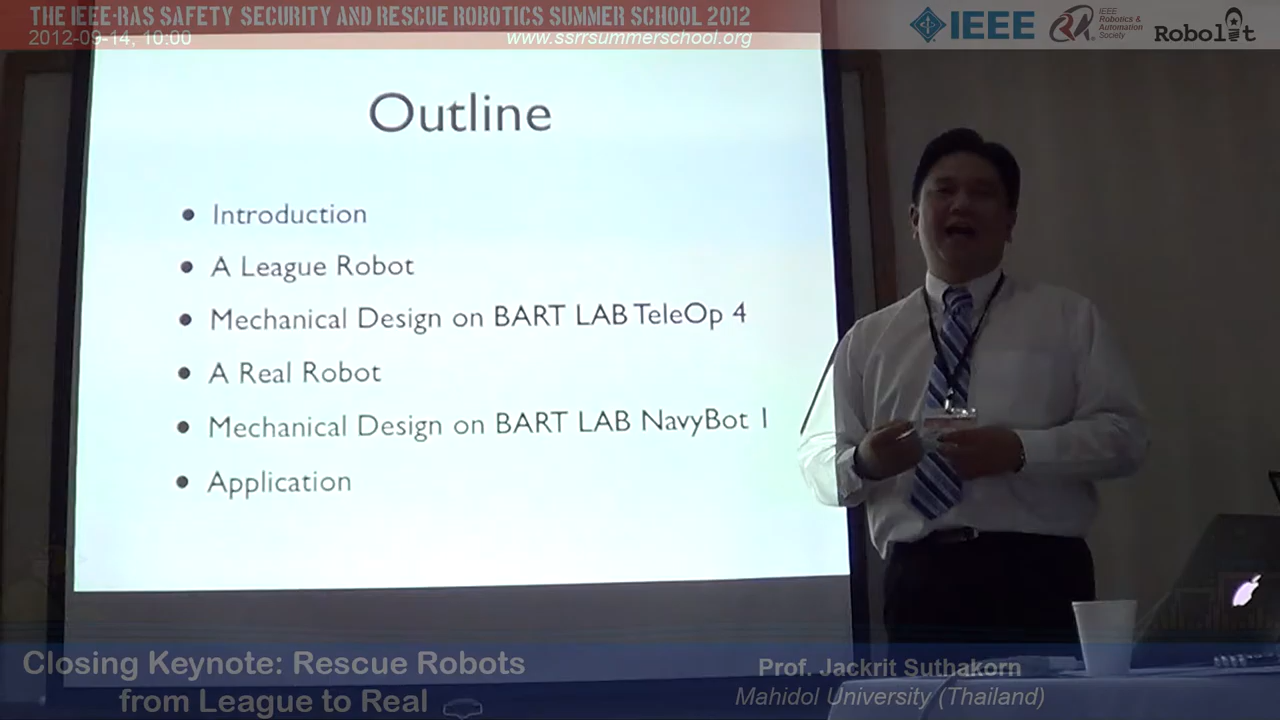 THE IEEE-RAS SAFETY SECURITY AND RESCUE ROBOTICS SUMMER SCHOOL 2012
2012-09-14, 10:00
www.ssrrsummerschool.org
IEEE
IEEE
Robotics &
Automation
Society
Robolit
Outline
• Introduction
• A League Robot
• Mechanical Design on BART LAB TeleOp 4
• A Real Robot
• Mechanical Design on BART LAB NavyBot 1
• Application
Closing Keynote: Rescue Robots
from League to Real
Prof. Jackrit Suthakorn
Mahidol University (Thailand)